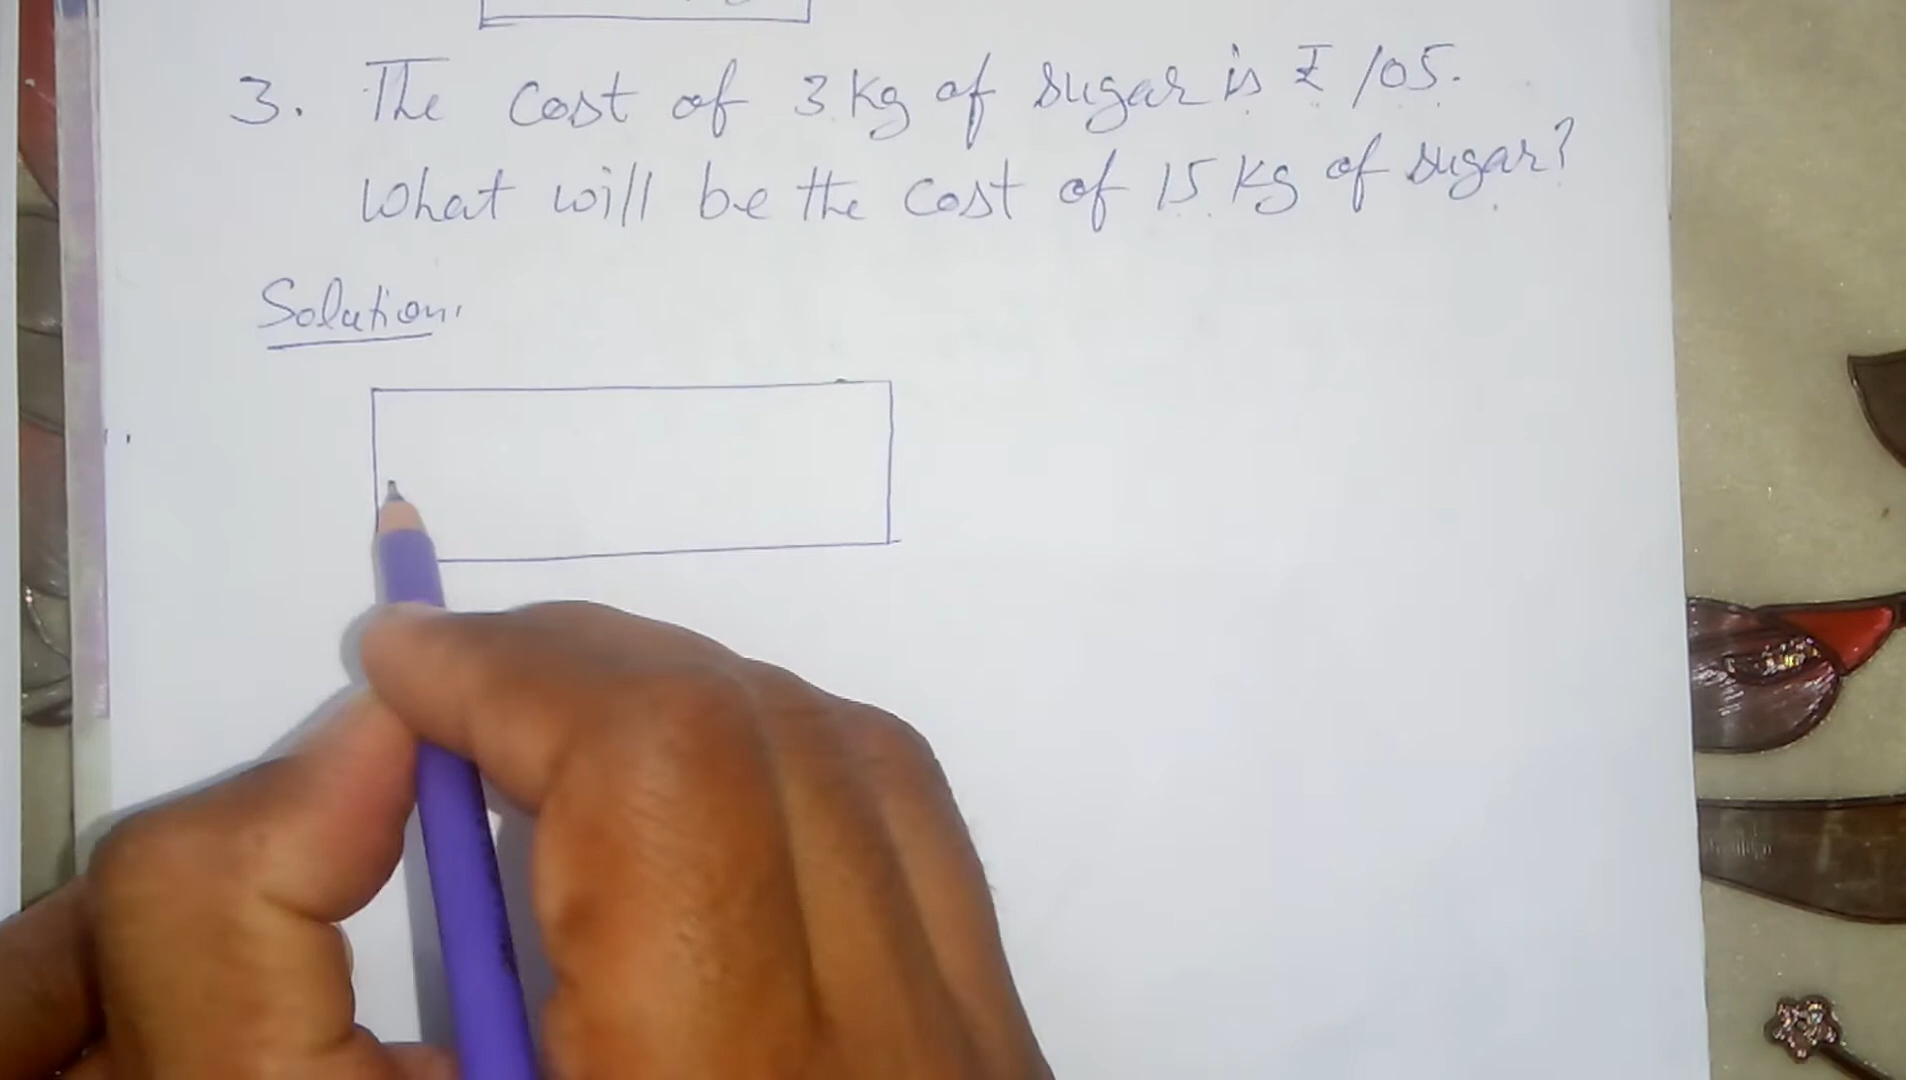 3. The cost of 3 kg of sugar is ₹ 105.
What will be the cost of 15 kg of sugar?
Solution.